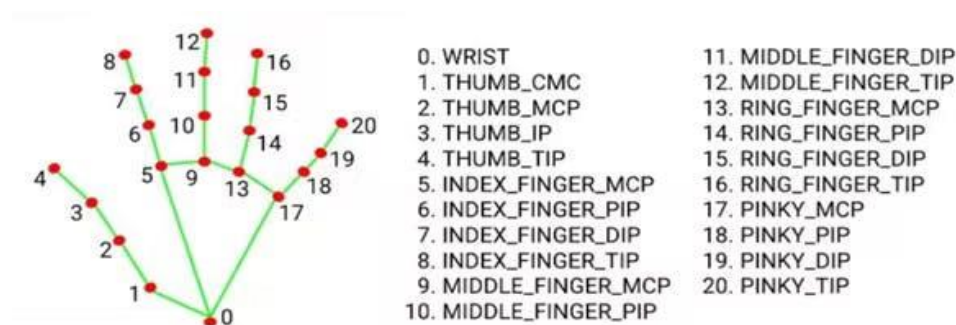 12
16
8
11
7
15
20
6
10
14
19
4
5
9
13
18
3
17
2
1
0
0. WRIST
1. THUMB_CMC
2. THUMB_MCP
3. THUMB_IP
4. THUMB_TIP
5. INDEX_FINGER_MCP
6. INDEX_FINGER_PIP
7. INDEX_FINGER_DIP
8. INDEX_FINGER_TIP
9. MIDDLE_FINGER_MCP
10. MIDDLE_FINGER_PIP
11. MIDDLE_FINGER_DIP
12. MIDDLE_FINGER_TIP
13. RING_FINGER_MCP
14. RING_FINGER_PIP
15. RING_FINGER_DIP
16. RING_FINGER_TIP
17. PINKY_MCP
18. PINKY_PIP
19. PINKY_DIP
20. PINKY_TIP